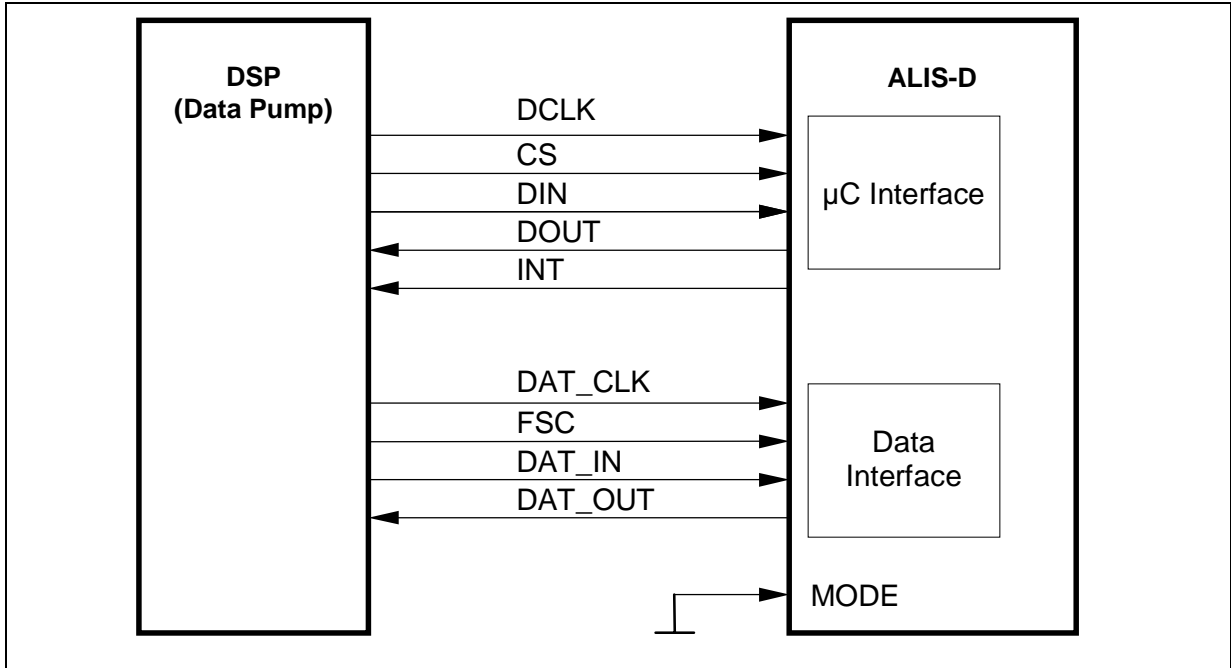 DSP
(Data Pump)
ALIS-D
DCLK
CS
DIN
DOUT
INT
µC Interface
DAT_CLK
FSC
DAT_IN
DAT_OUT
Data
Interface
MODE